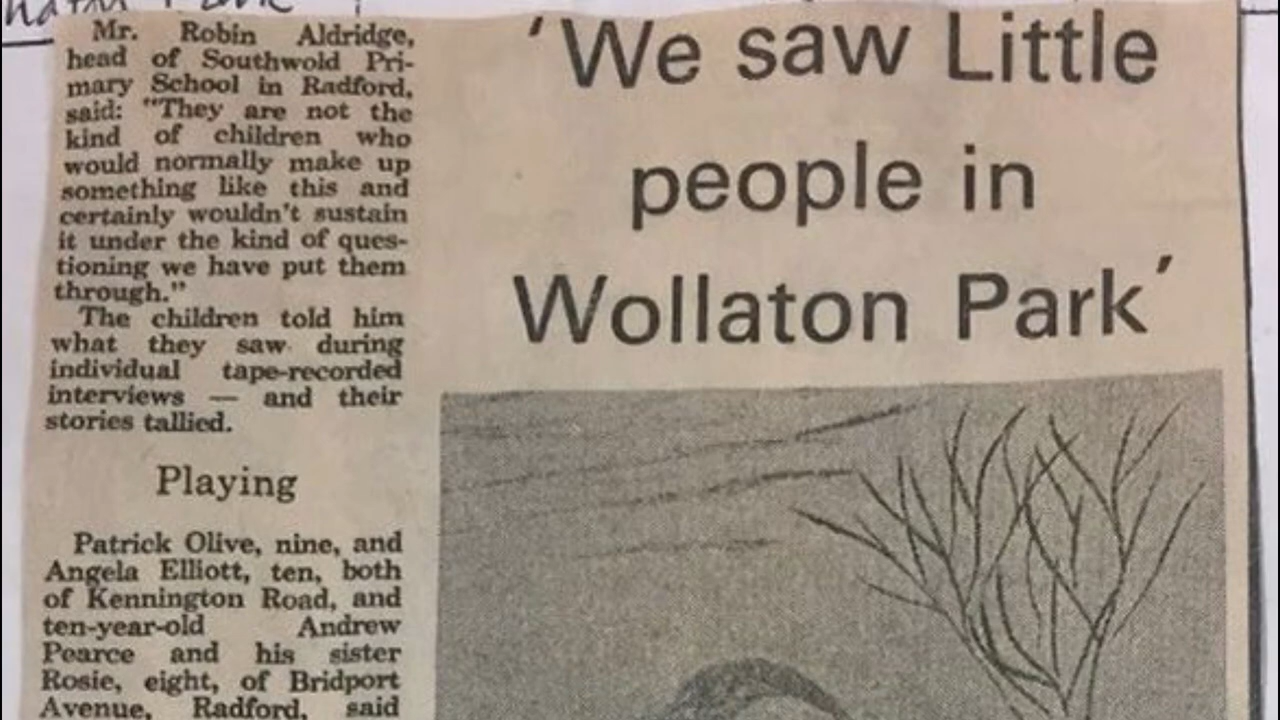 Park
Mr. Robin Aldridge,
head of Southwold Pri-
mary School in Radford,
said: "They are not the
kind of children who
would normally make up
something like this and
certainly wouldn't sustain
it under the kind of ques-
tioning we have put them
through."
The children told him
what they saw during
individual tape-recorded
interviews — and their
stories tallied.
Playing
Patrick Olive, nine, and
Angela Elliott, ten, both
of Kennington Road, and
ten-year-old Andrew
Pearce and his sister
Rosie, eight, of Bridport
Avenue, Radford, said
'We saw Little
people in
Wollaton Park'